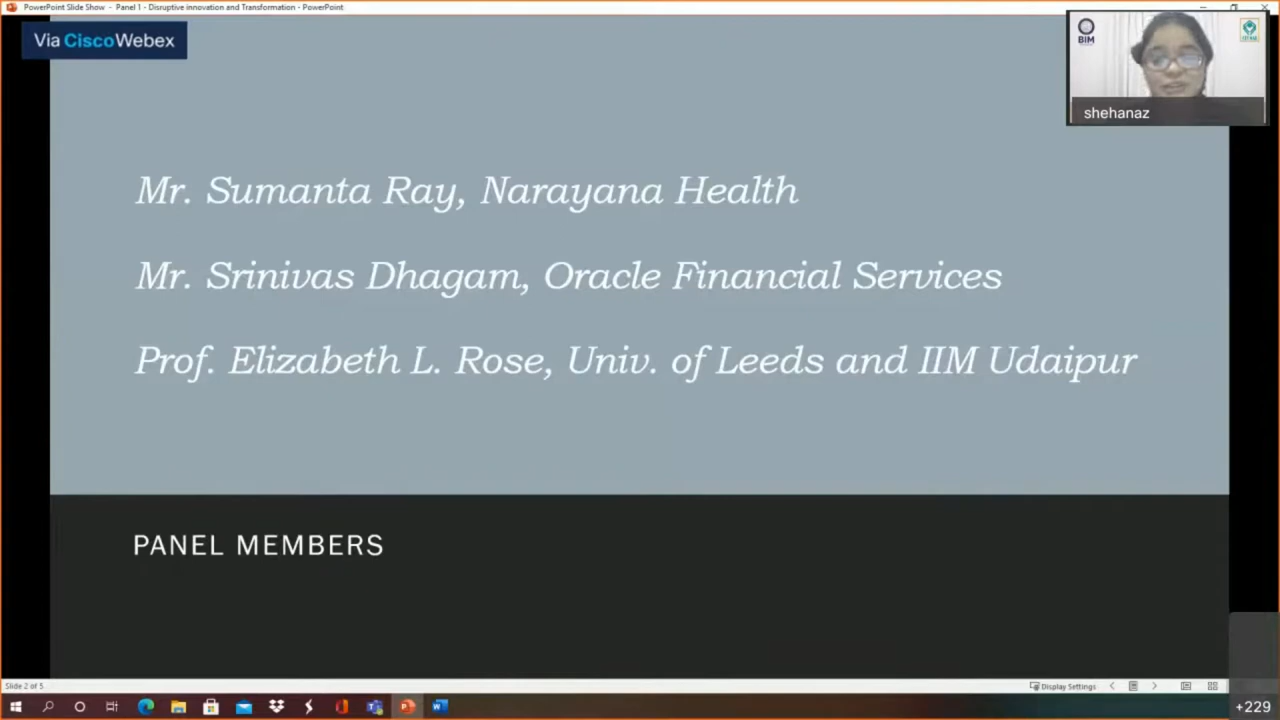 PowerPoint Slide Show - Panel 1 - Disruptive innovation and Transformation - PowerPoint
Via CiscoWebex
BIM
shehanaz
Mr. Sumanta Ray, Narayana Health
Mr. Srinivas Dhagam, Oracle Financial Services
Prof. Elizabeth L. Rose, Univ. of Leeds and IIM Udaipur
PANEL MEMBERS
Slide 2 of 5
Display Settings
+229